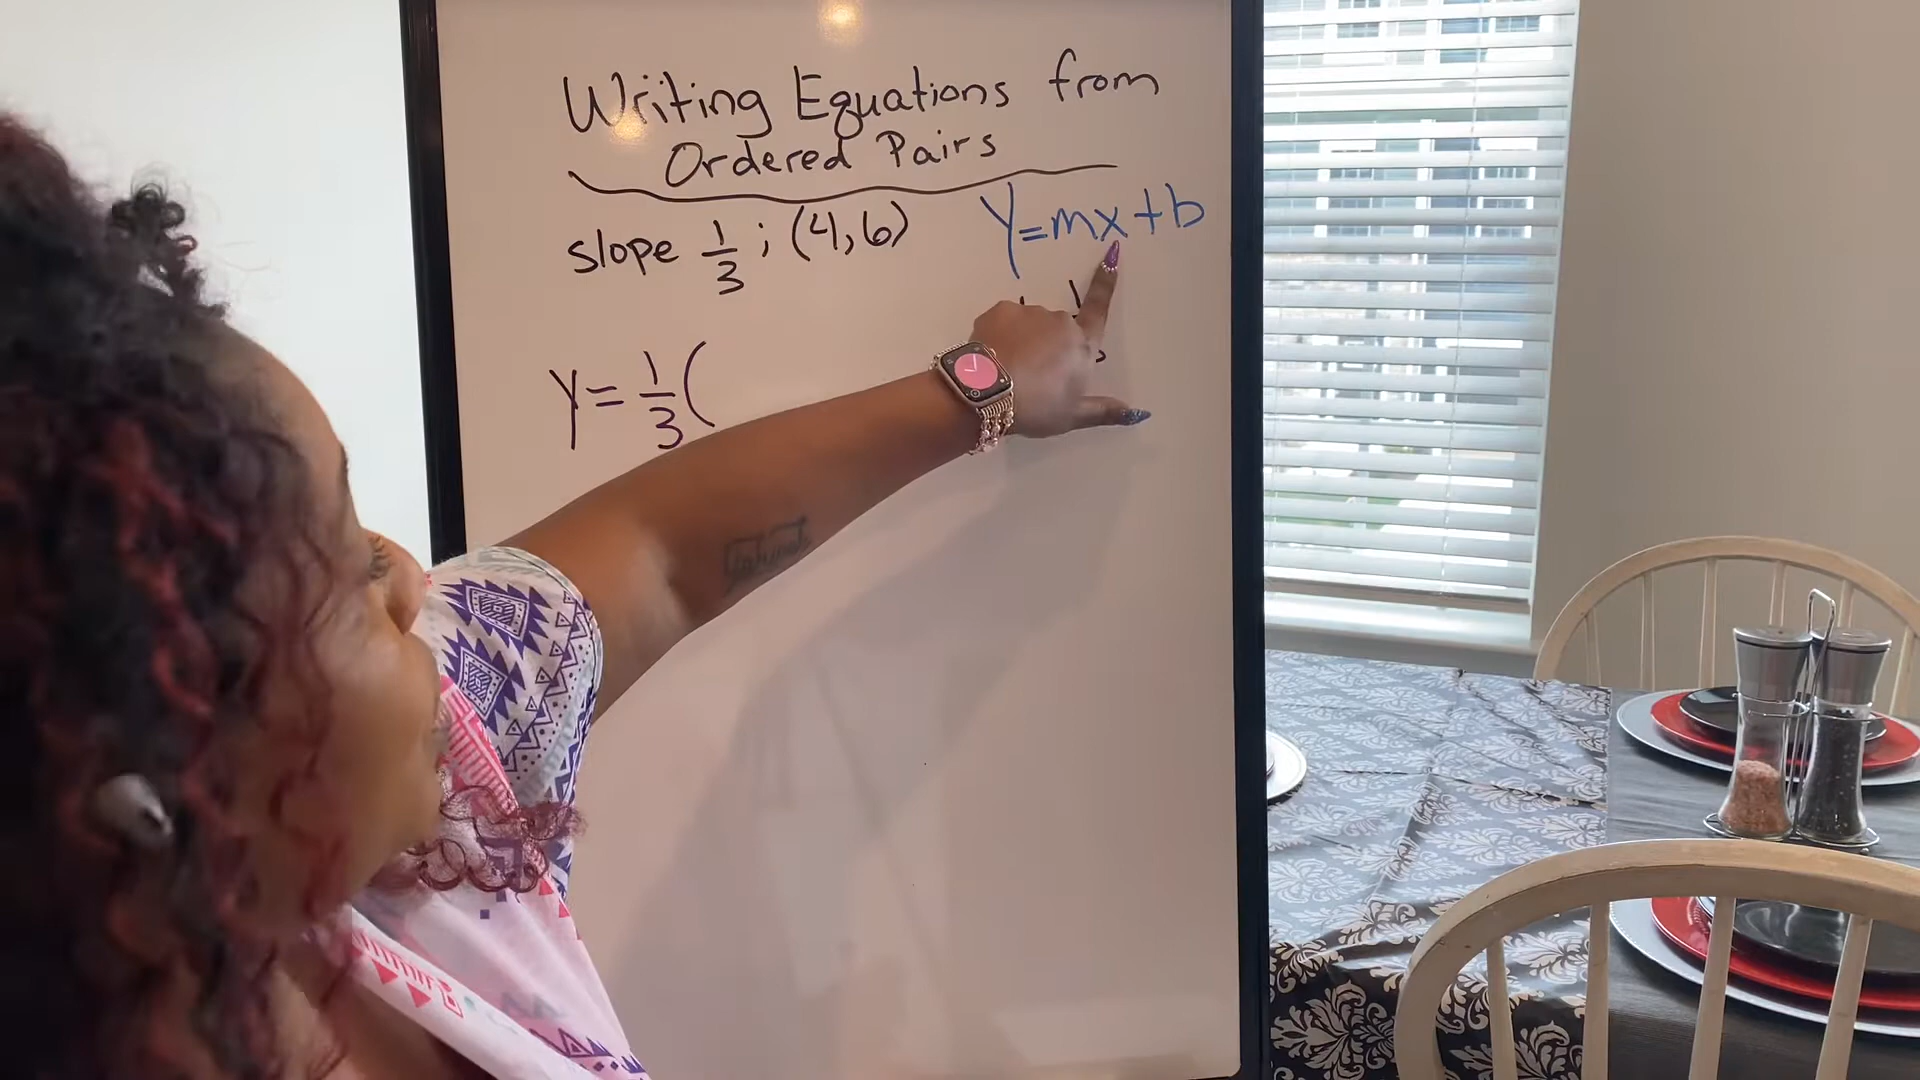 Writing Equations from
Ordered Pairs
slope 1/3 ; (4,6)
y=mx+b
y = 1/3 (